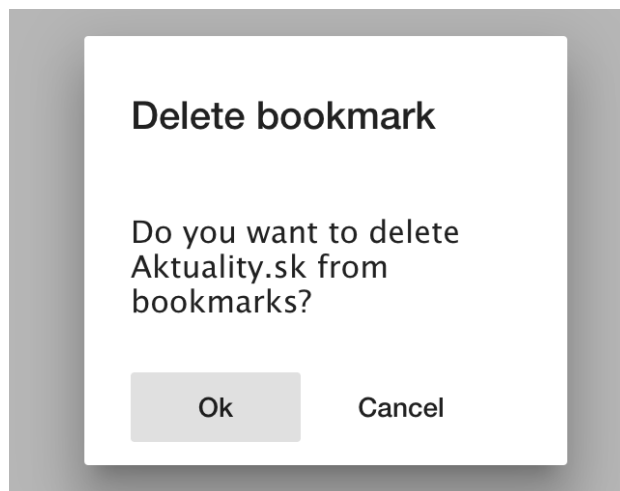 Delete bookmark
Do you want to delete
Aktuality.sk from
bookmarks?
Ok
Cancel